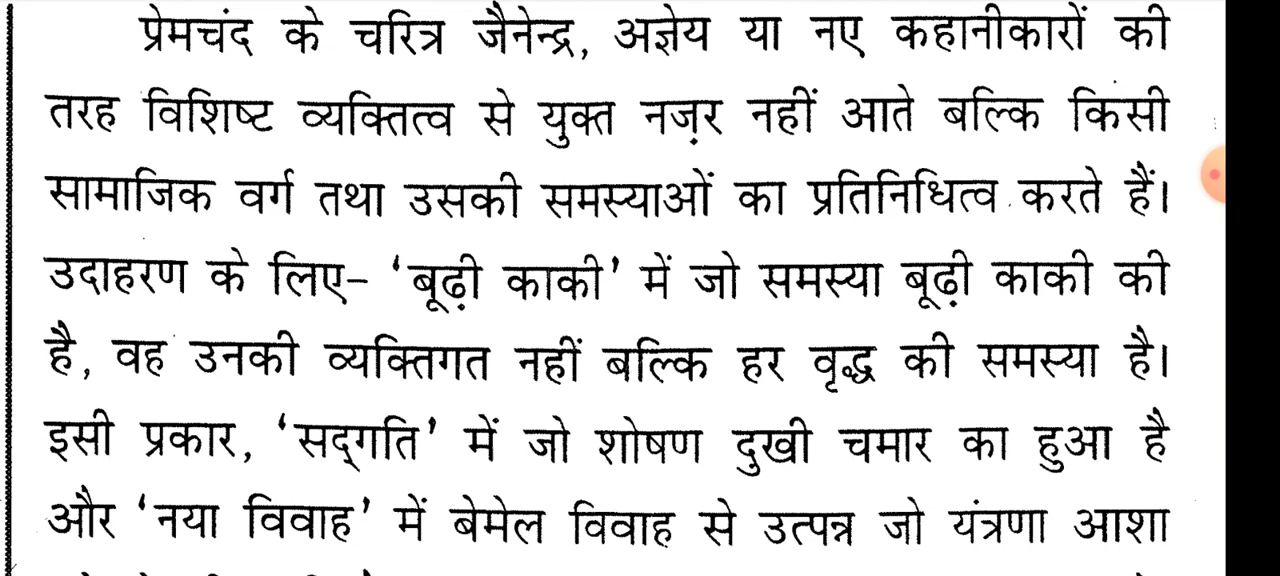 प्रेमचंद के चरित्र जैनेन्द्र, अज्ञेय या नए कहानीकारों की
तरह विशिष्ट व्यक्तित्व से युक्त नज़र नहीं आते बल्कि किसी
सामाजिक वर्ग तथा उसकी समस्याओं का प्रतिनिधित्व करते हैं।
उदाहरण के लिए– ‘बूढ़ी काकी’ में जो समस्या बूढ़ी काकी की
है, वह उनकी व्यक्तिगत नहीं बल्कि हर वृद्ध की समस्या है।
इसी प्रकार, ‘सद्‌गति’ में जो शोषण दुखी चमार का हुआ है
और ‘नया विवाह’ में बेमेल विवाह से उत्पन्न जो यंत्रणा आशा